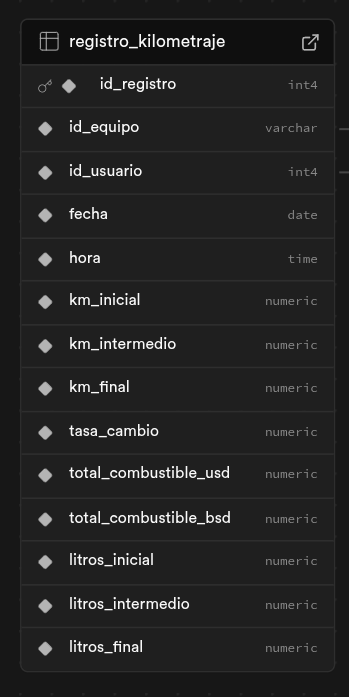 registro_kilometraje
id_registro int4
id_equipo varchar
id_usuario int4
fecha date
hora time
km_inicial numeric
km_intermedio numeric
km_final numeric
tasa_cambio numeric
total_combustible_usd numeric
total_combustible_bsd numeric
litros_inicial numeric
litros_intermedio numeric
litros_final numeric